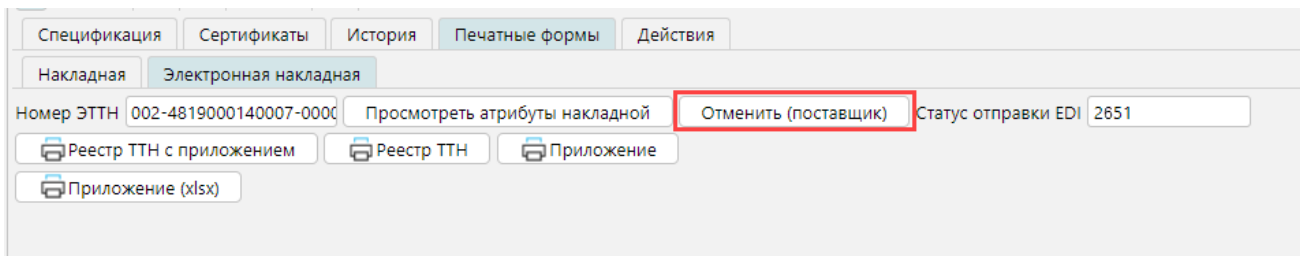 Спецификация Сертификаты История Печатные формы Действия
Накладная Электронная накладная
Номер ЭТТН 002-4819000140007-0000 Просмотреть атрибуты накладной Отменить (поставщик) Статус отправки EDI 2651
Реестр ТТН с приложением Реестр ТТН Приложение
Приложение (xlsx)